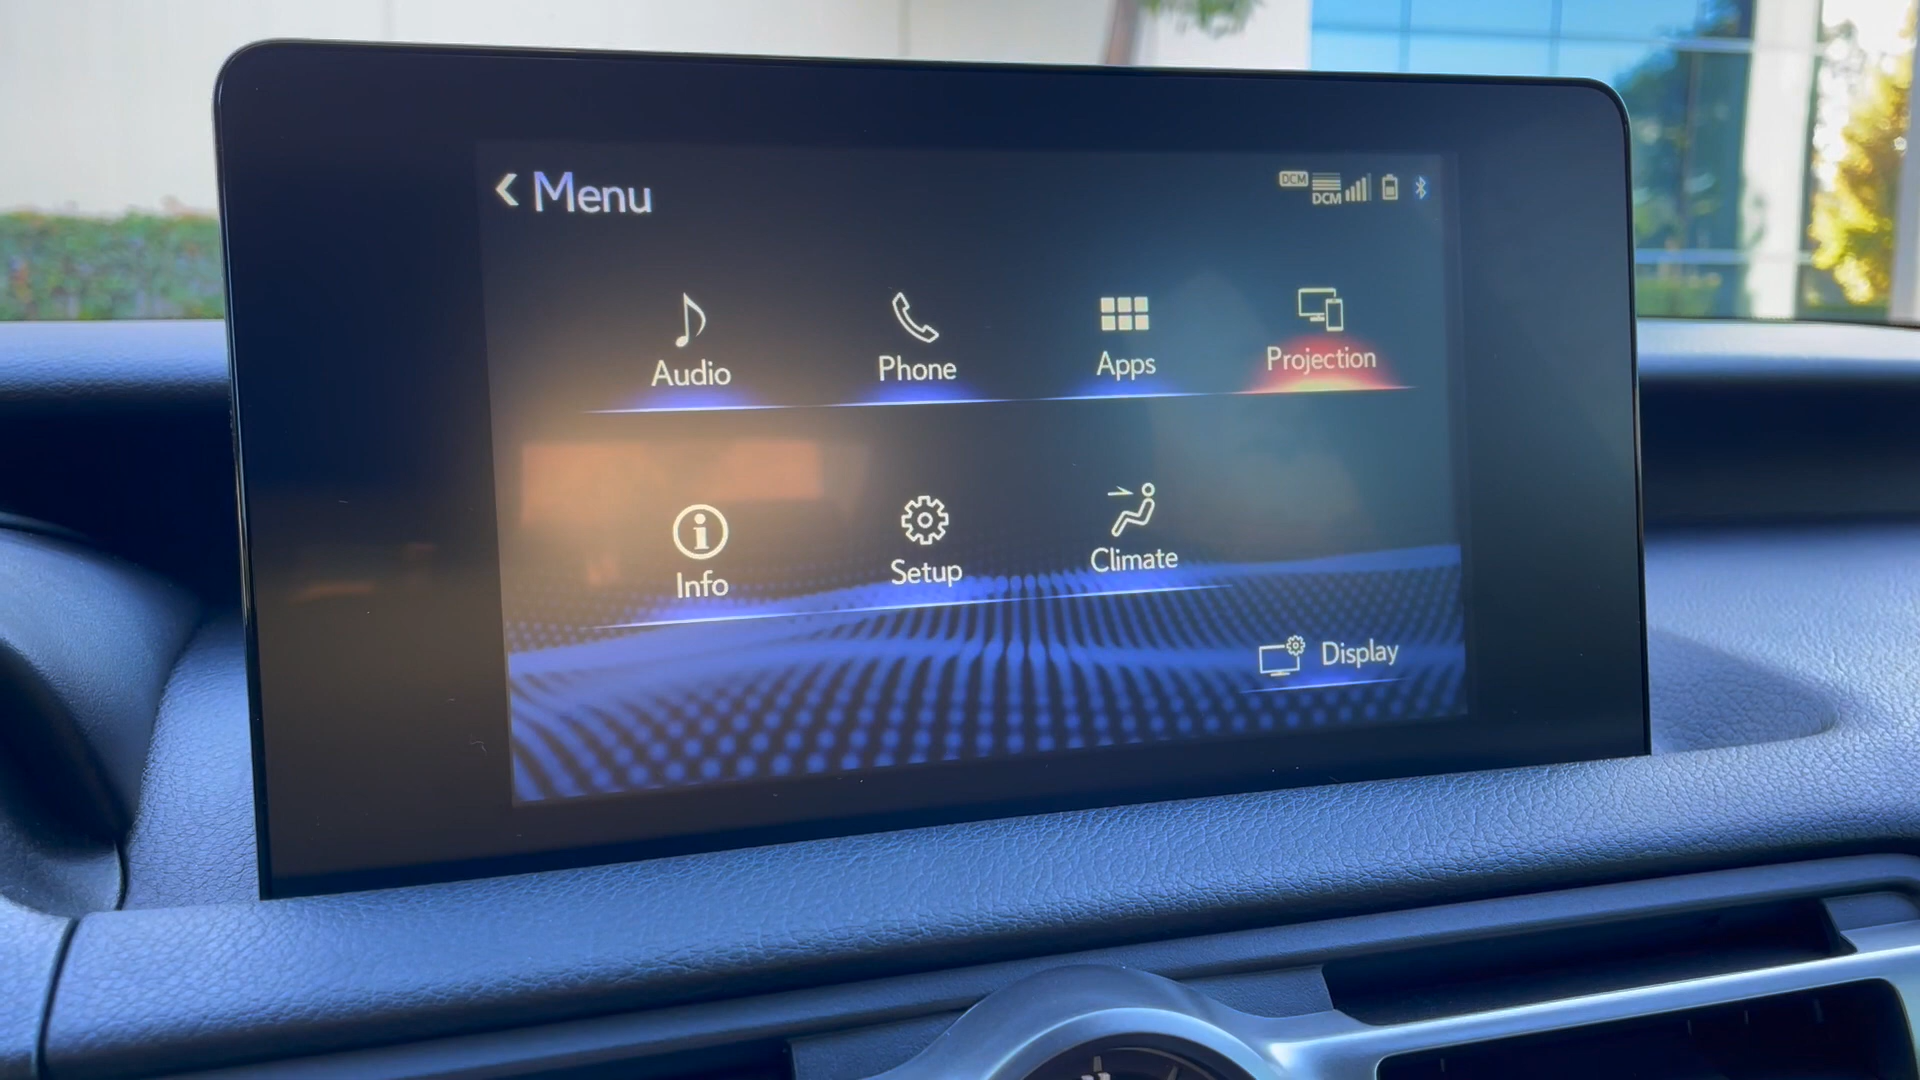 Menu
DCM
DCM
Audio
Phone
Apps
Projection
Info
Setup
Climate
Display